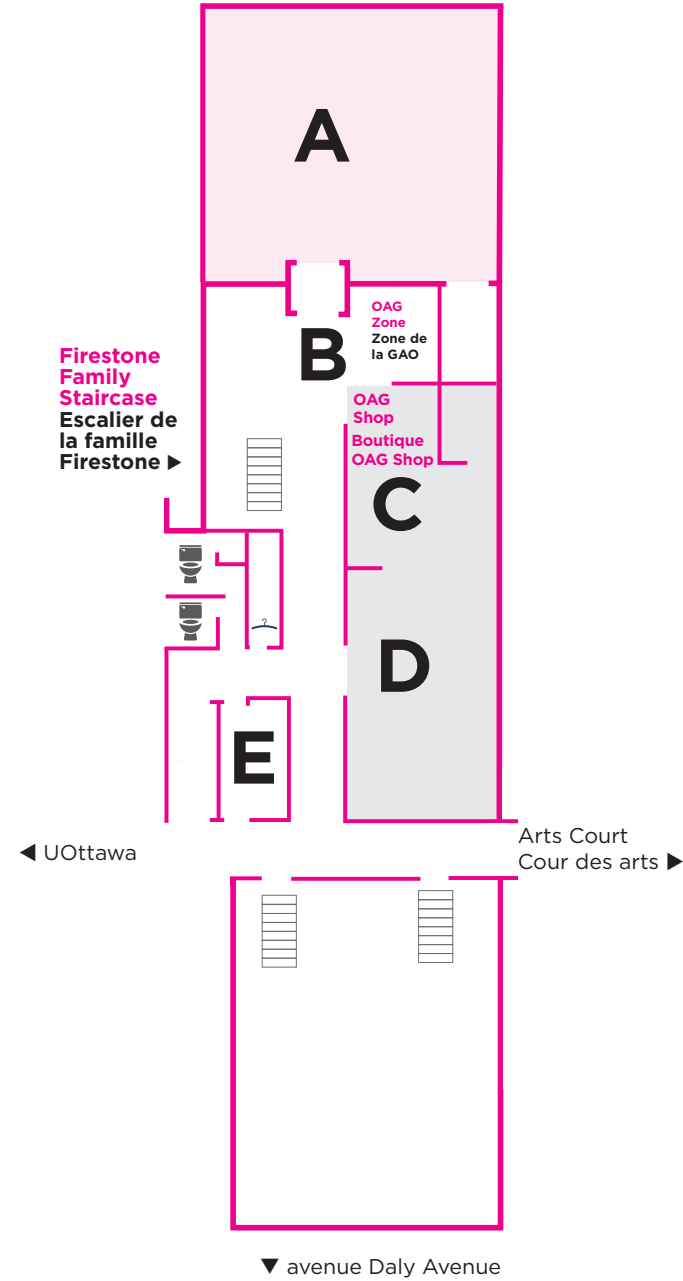 A
OAG
Zone
Zone de
la GAO
B
Firestone
Family
Staircase
Escalier de
la famille
Firestone ▶
OAG
Shop
Boutique
OAG Shop
C
?
D
E
◀ UOttawa
Arts Court
Cour des arts ▶
▼ avenue Daly Avenue